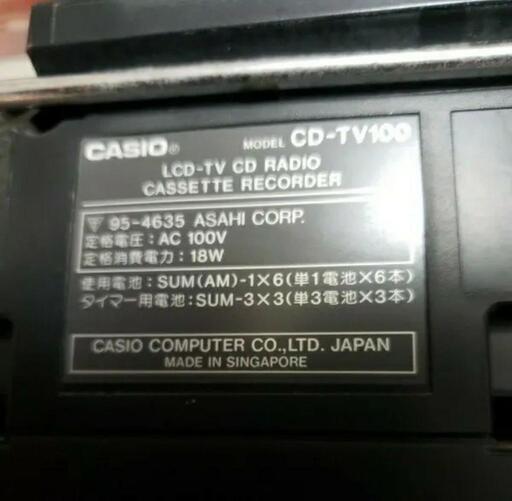 CASIO® MODEL CD-TV100
LCD-TV CD RADIO
CASSETTE RECORDER
95-4635 ASAHI CORP.
定格電圧：AC 100V
定格消費電力：18W
使用電池：SUM(AM)-1×6(単1電池×6本)
タイマー用電池：SUM-3×3(単3電池×3本)
CASIO COMPUTER CO.,LTD. JAPAN
MADE IN SINGAPORE